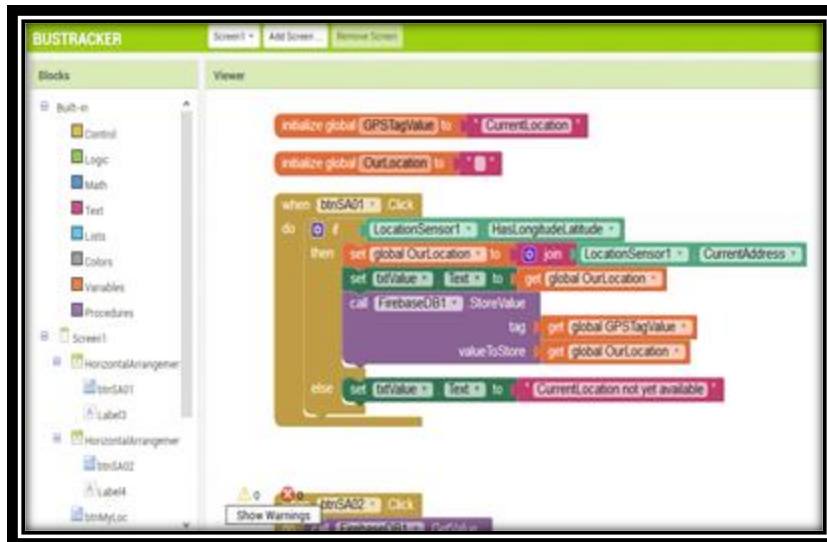 BUSTRACKER
Screen1 Add Screen ... Remove Screen
Blocks
Viewer
Built-in
Control
Logic
Math
Text
Lists
Colors
Variables
Procedures
Screen1
HorizontalArrangemer
btnSA01
Label3
HorizontalArrangemer
btnSA02
Label4
btnMyLoc
initialize global GPSTagValue to " CurrentLocation "
initialize global OurLocation to " "
when btnSA01 .Click
do if LocationSensor1 . HasLongitudeLatitude
then set global OurLocation to join LocationSensor1 . CurrentAddress
set txtValue . Text to get global OurLocation
call FirebaseDB1 .StoreValue
tag get global GPSTagValue
valueToStore get global OurLocation
else set txtValue . Text to " CurrentLocation not yet available "
0 0
Show Warnings
btnSA02 .Click
call FirebaseDB1 .GetValue